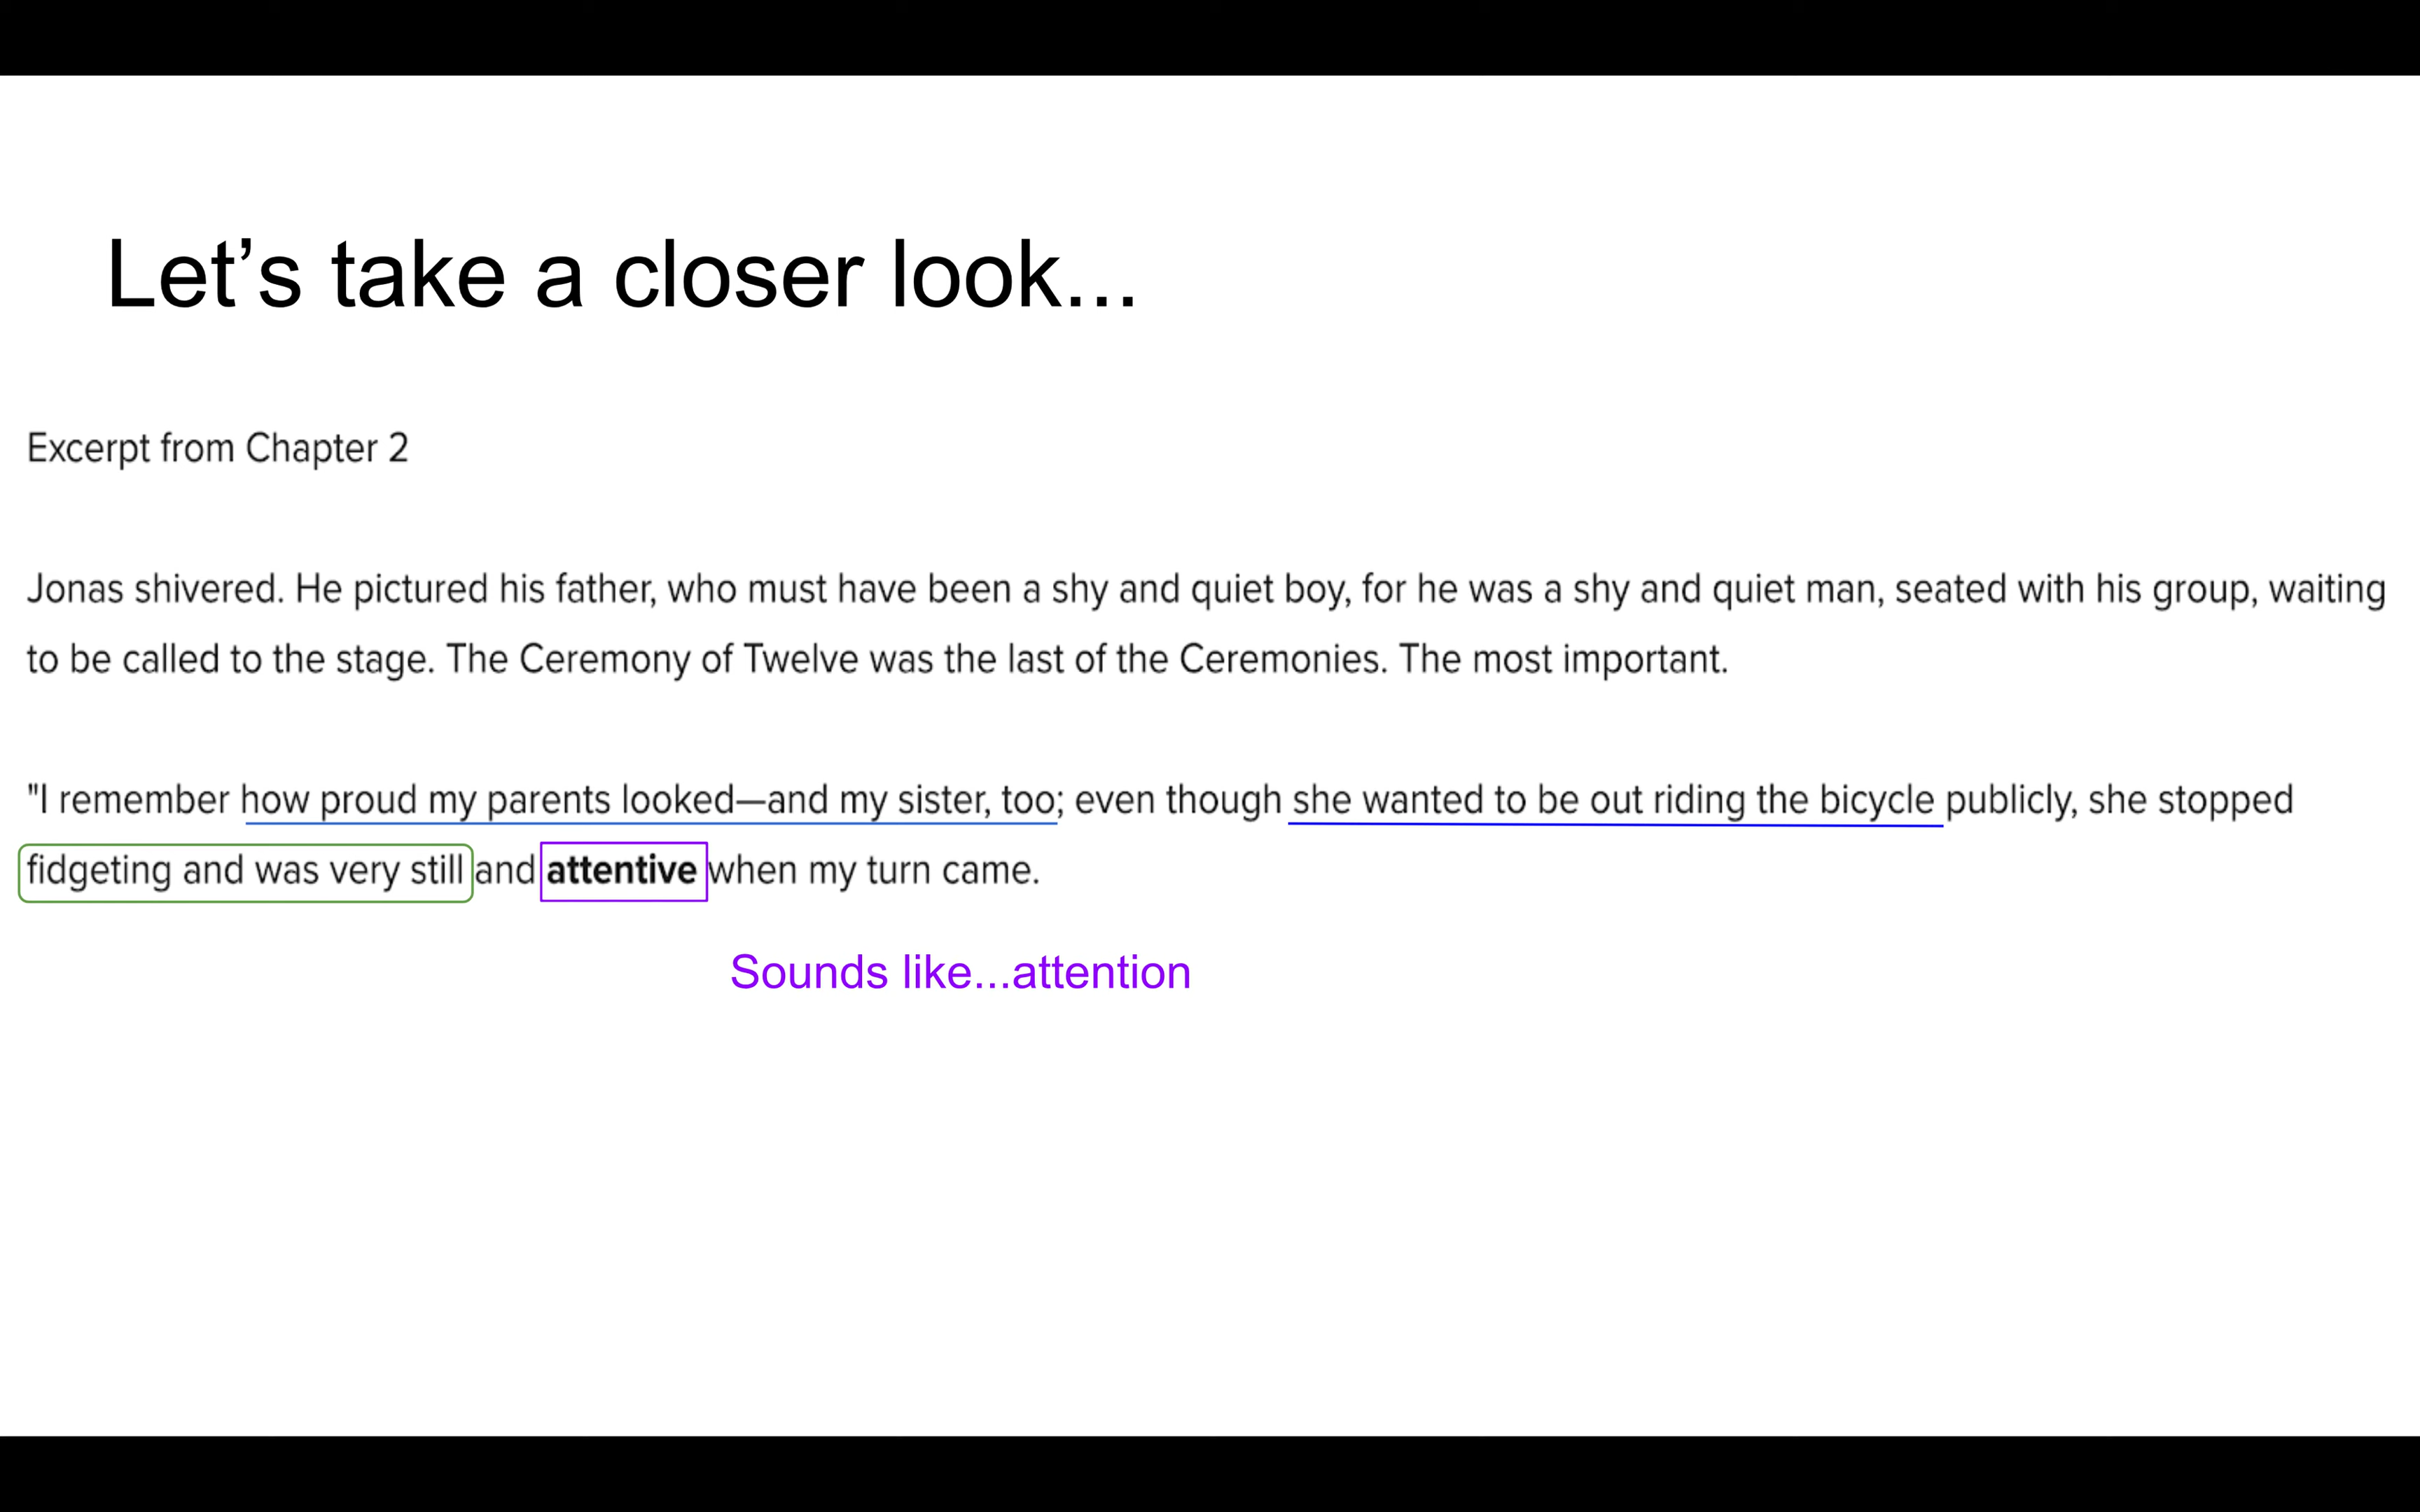 Let’s take a closer look...
Excerpt from Chapter 2
Jonas shivered. He pictured his father, who must have been a shy and quiet boy, for he was a shy and quiet man, seated with his group, waiting
to be called to the stage. The Ceremony of Twelve was the last of the Ceremonies. The most important.
"I remember how proud my parents looked—and my sister, too; even though she wanted to be out riding the bicycle publicly, she stopped
fidgeting and was very still and attentive when my turn came.
Sounds like...attention